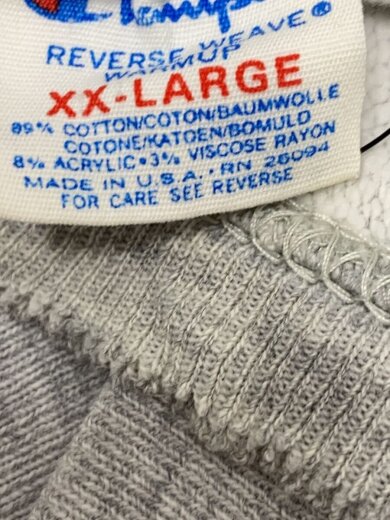 Champion
REVERSE WEAVE®
WARMUP
XX-LARGE
89% COTTON/COTON/BAUMWOLLE
COTONE/KATOEN/BOMULD
8% ACRYLIC•3% VISCOSE RAYON
MADE IN U.S.A.•RN 26094
FOR CARE SEE REVERSE